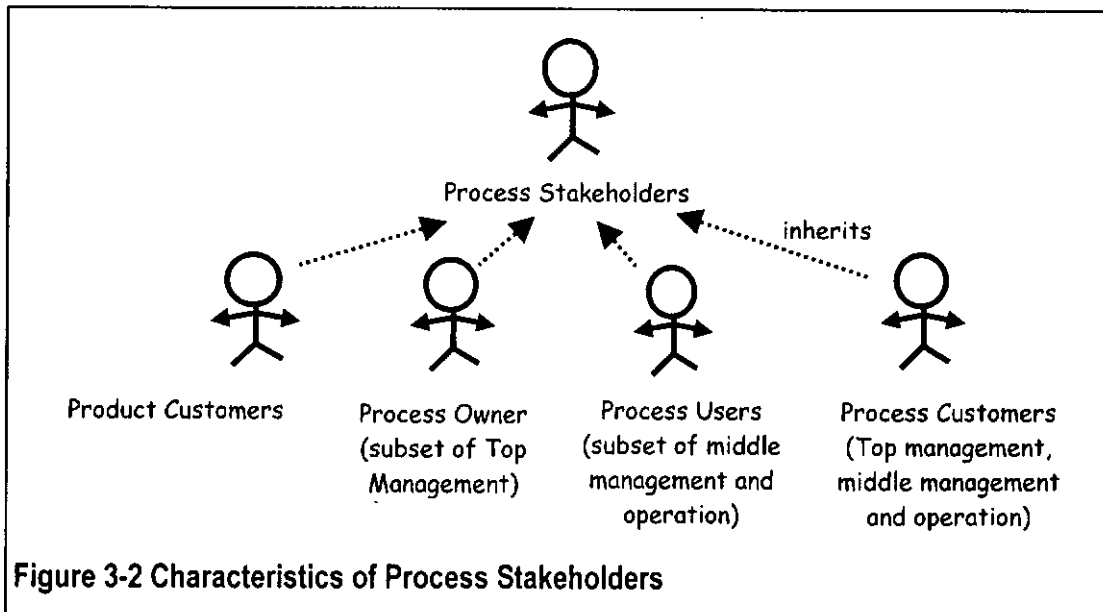 Process Stakeholders
inherits
Product Customers
Process Owner
(subset of Top
Management)
Process Users
(subset of middle
management and
operation)
Process Customers
(Top management,
middle management
and operation)
Figure 3-2 Characteristics of Process Stakeholders